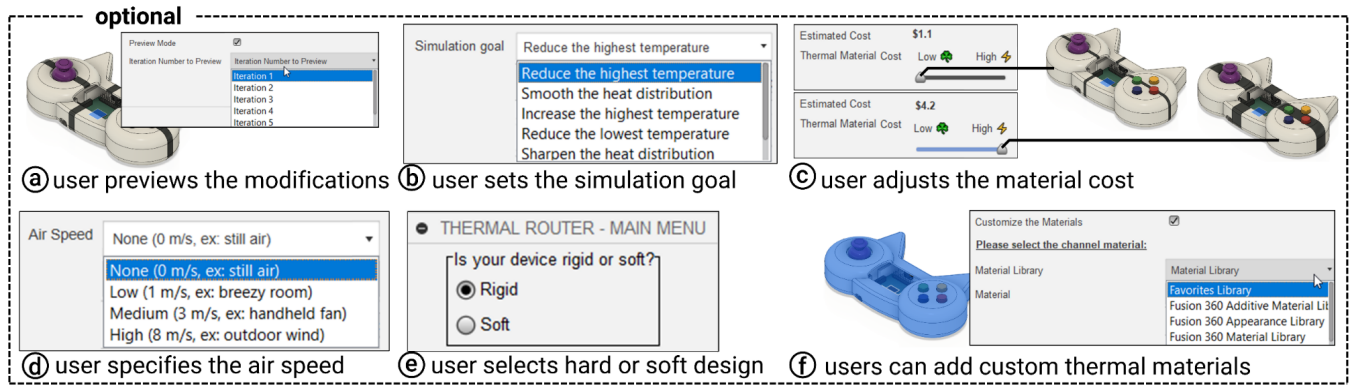 optional
Preview Mode
Iteration Number to Preview
Iteration Number to Preview
Iteration 1
Iteration 2
Iteration 3
Iteration 4
Iteration 5
ⓐ user previews the modifications
Simulation goal
Reduce the highest temperature
Reduce the highest temperature
Smooth the heat distribution
Increase the highest temperature
Reduce the lowest temperature
Sharpen the heat distribution
ⓑ user sets the simulation goal
Estimated Cost $1.1
Thermal Material Cost Low High
Estimated Cost $4.2
Thermal Material Cost Low High
ⓒ user adjusts the material cost
Air Speed
None (0 m/s, ex: still air)
None (0 m/s, ex: still air)
Low (1 m/s, ex: breezy room)
Medium (3 m/s, ex: handheld fan)
High (8 m/s, ex: outdoor wind)
ⓓ user specifies the air speed
THERMAL ROUTER - MAIN MENU
Is your device rigid or soft?
Rigid
Soft
ⓔ user selects hard or soft design
Customize the Materials
Please select the channel material:
Material Library
Material Library
Material
Favorites Library
Fusion 360 Additive Material Lib
Fusion 360 Appearance Library
Fusion 360 Material Library
ⓕ users can add custom thermal materials